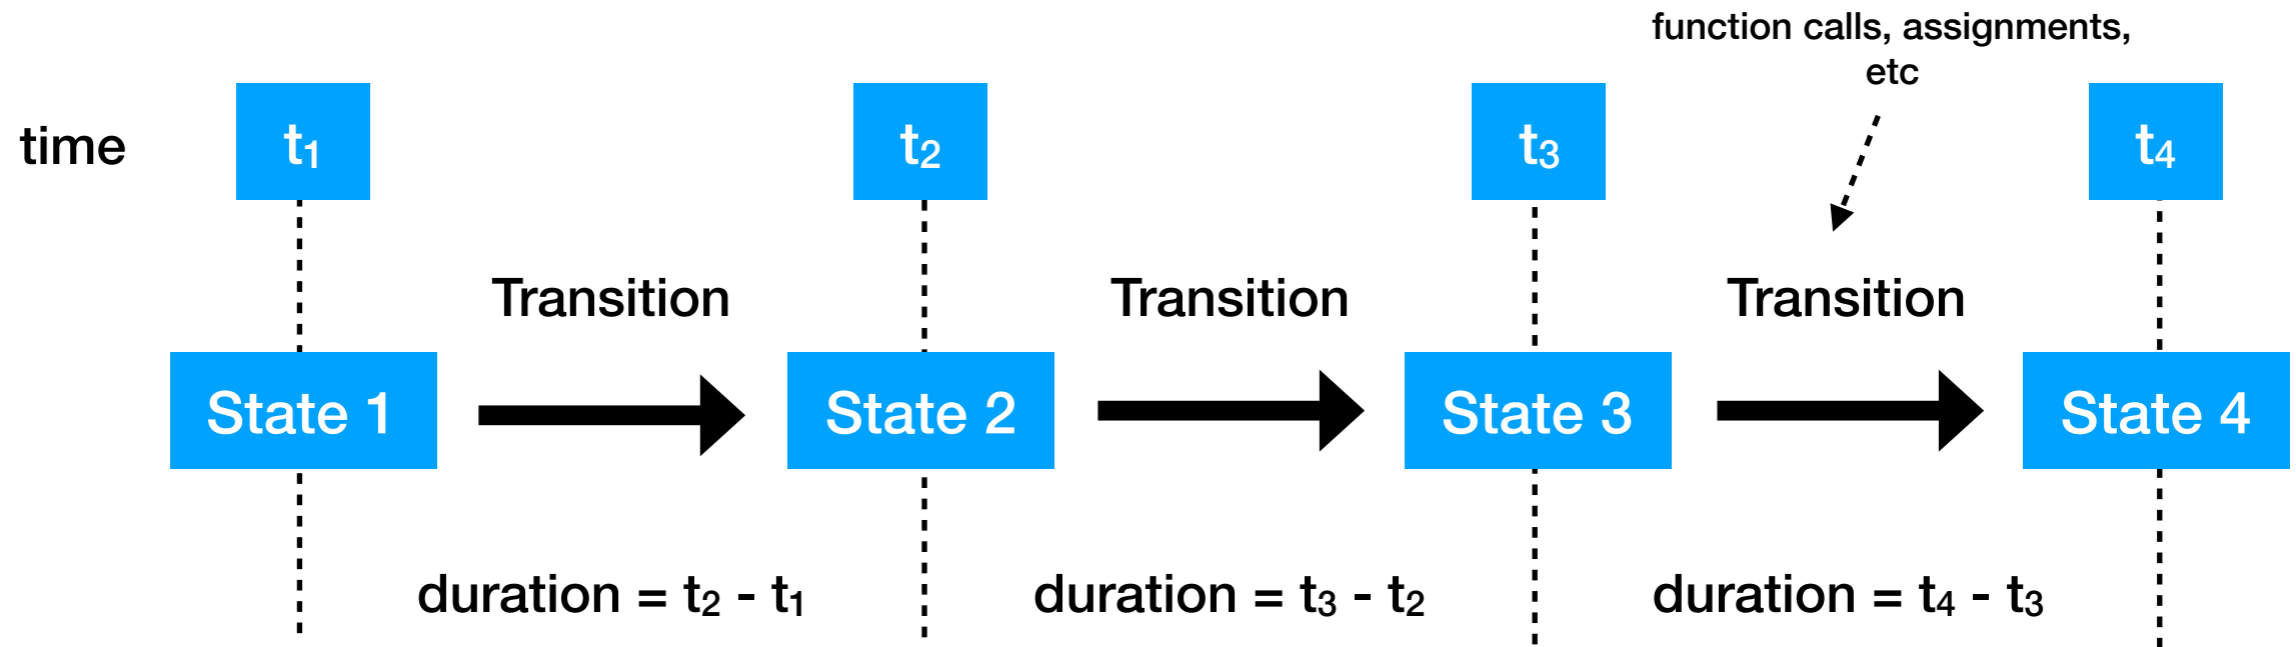 function calls, assignments,
etc
time
t₁
t₂
t₃
t₄
Transition
Transition
Transition
State 1
State 2
State 3
State 4
duration = t₂ - t₁
duration = t₃ - t₂
duration = t₄ - t₃